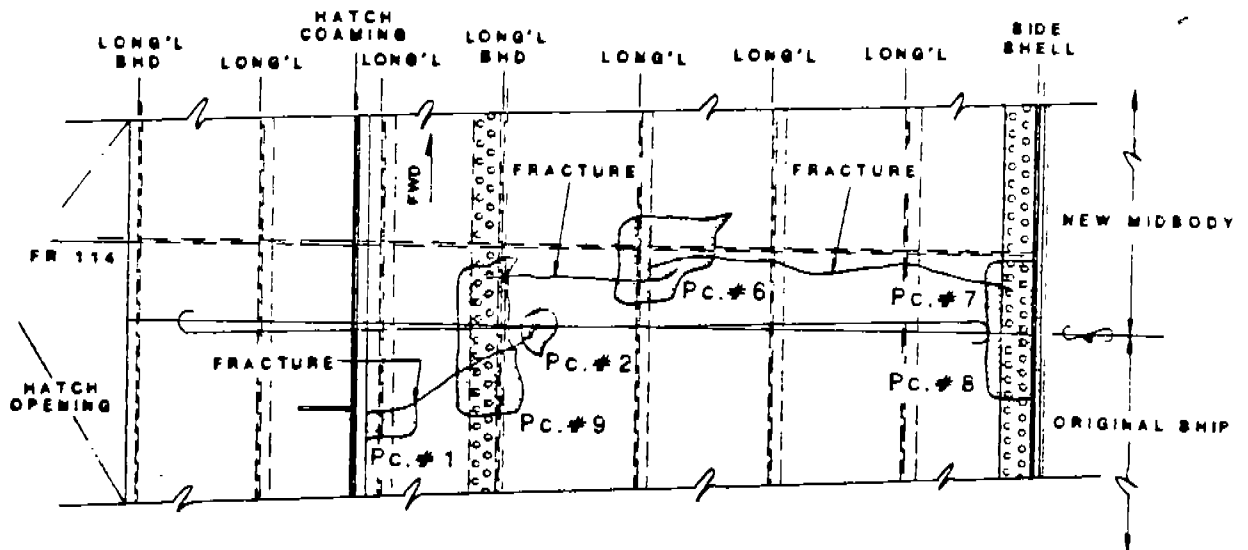 HATCH
COAMING
LONG'L
BHD
LONG'L
LONG'L
LONG'L
BHD
LONG'L
LONG'L
LONG'L
SIDE
SHELL
FWD
FRACTURE
FRACTURE
NEW MIDBODY
FR 114
Pc.#6
Pc.#7
FRACTURE
Pc.#2
Pc.#8
HATCH
OPENING
Pc.#9
ORIGINAL SHIP
Pc.#1